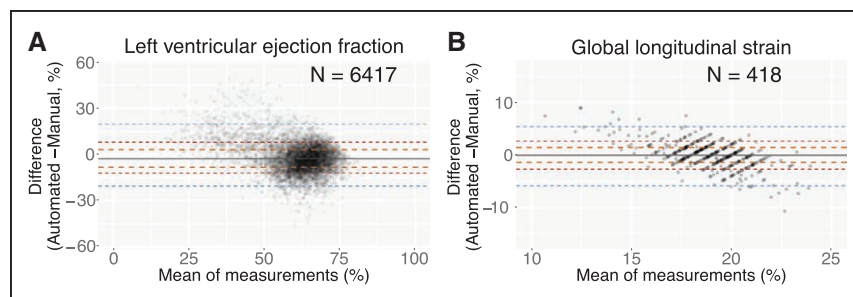 A
Left ventricular ejection fraction
N = 6417
Difference
(Automated −Manual, %)
60
30
0
−30
−60
0 25 50 75 100
Mean of measurements (%)
B
Global longitudinal strain
N = 418
Difference
(Automated −Manual, %)
10
0
−10
10 15 20 25
Mean of measurements (%)